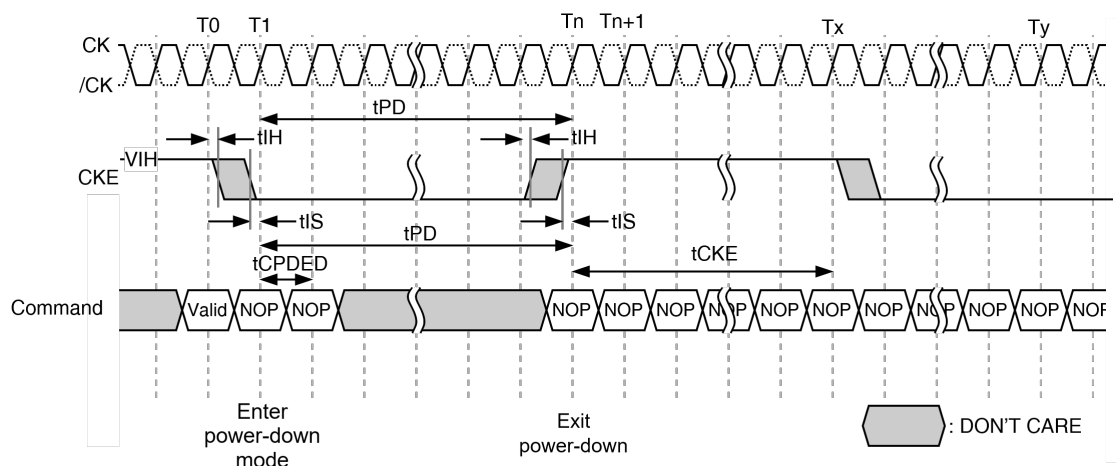 T0 T1 Tn Tn+1 Tx Ty
CK
/CK
tPD
tIH tIH
VIH
CKE
tIS tIS
tPD
tCPDED tCKE
Command Valid NOP NOP NOP NOP NOP NOP NOP NOP NOP NOP NOP NOP NOP
Enter
power-down
mode
Exit
power-down
: DON'T CARE